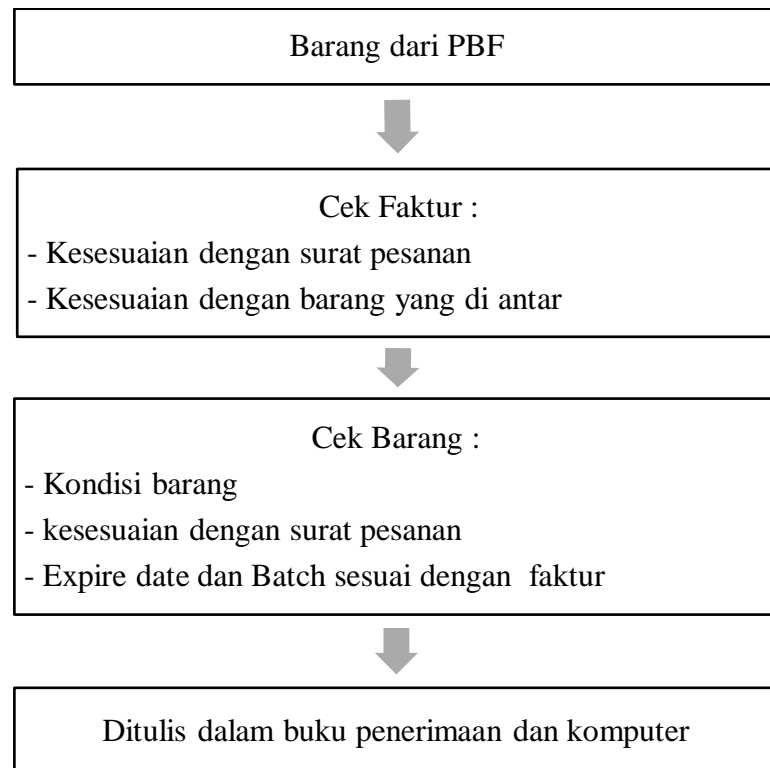 Barang dari PBF
Cek Faktur :
- Kesesuaian dengan surat pesanan
- Kesesuaian dengan barang yang di antar
Cek Barang :
- Kondisi barang
- kesesuaian dengan surat pesanan
- Expire date dan Batch sesuai dengan faktur
Ditulis dalam buku penerimaan dan komputer